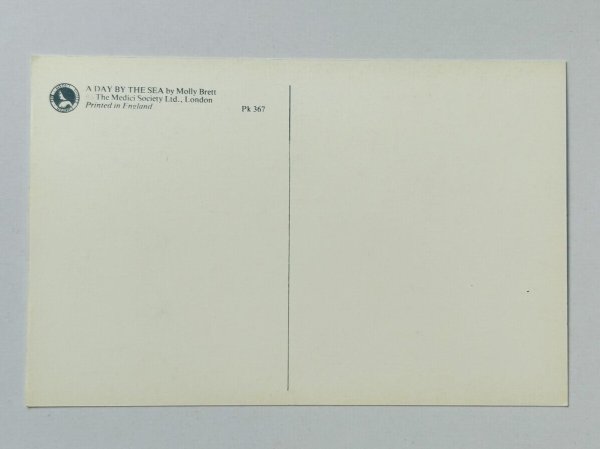 A DAY BY THE SEA by Molly Brett
© The Medici Society Ltd., London
Printed in England Pk 367